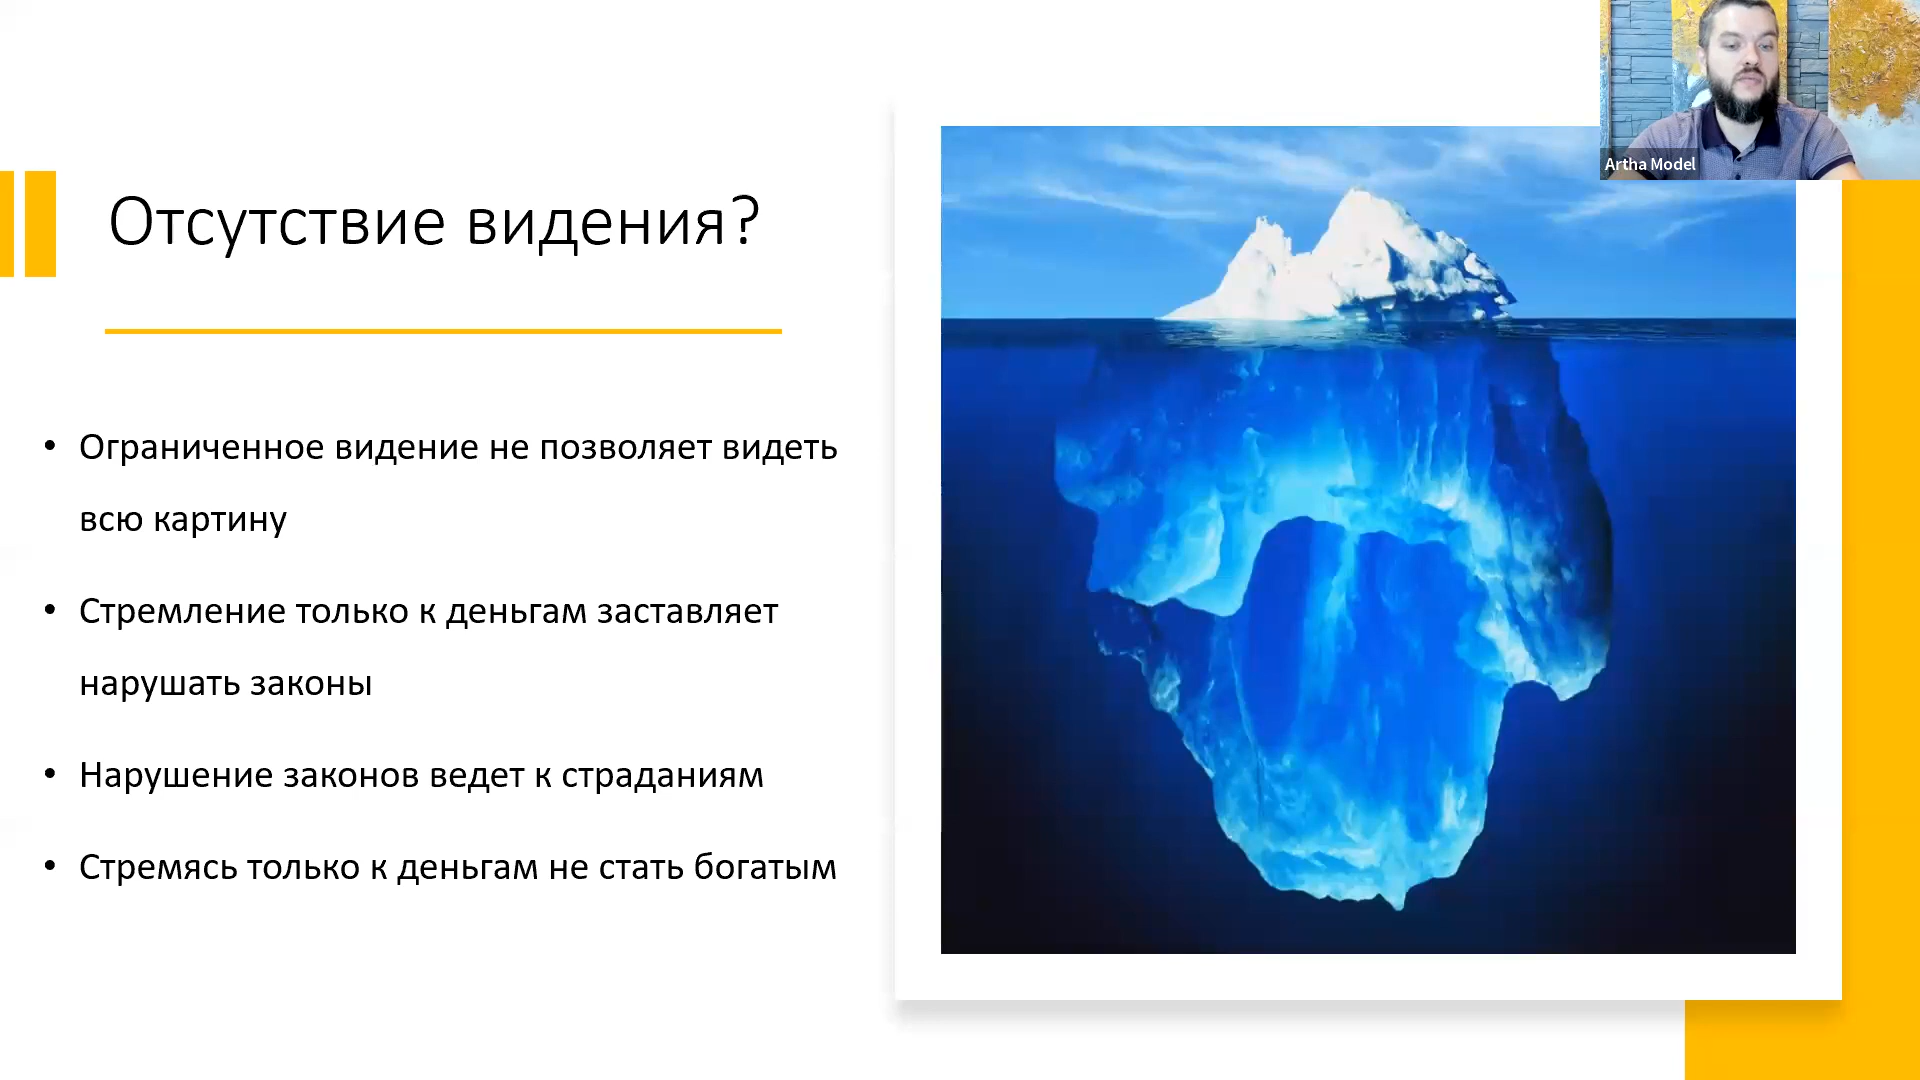 Artha Model
Отсутствие видения?
• Ограниченное видение не позволяет видеть
всю картину
• Стремление только к деньгам заставляет
нарушать законы
• Нарушение законов ведет к страданиям
• Стремясь только к деньгам не стать богатым